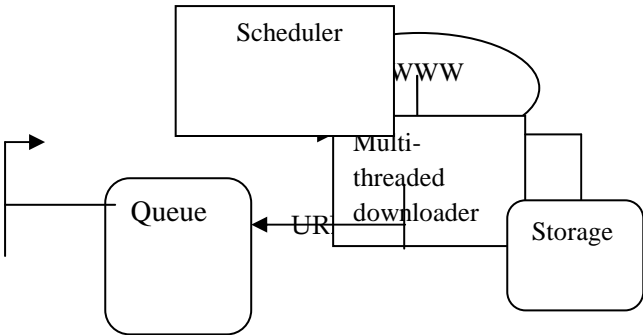 Scheduler
WWW
Multi-
threaded
downloader
Queue
Storage